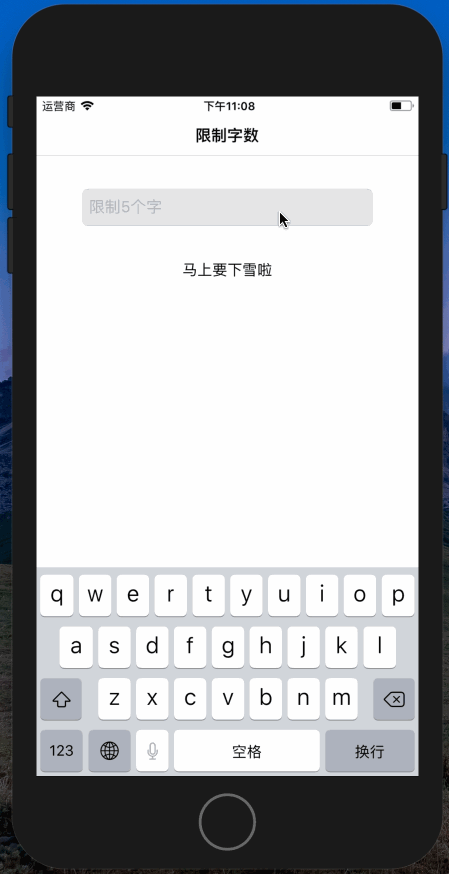 运营商 下午11:08
限制字数
限制5个字
马上要下雪啦
q w e r t y u i o p
a s d f g h j k l
z x c v b n m
123 空格 换行